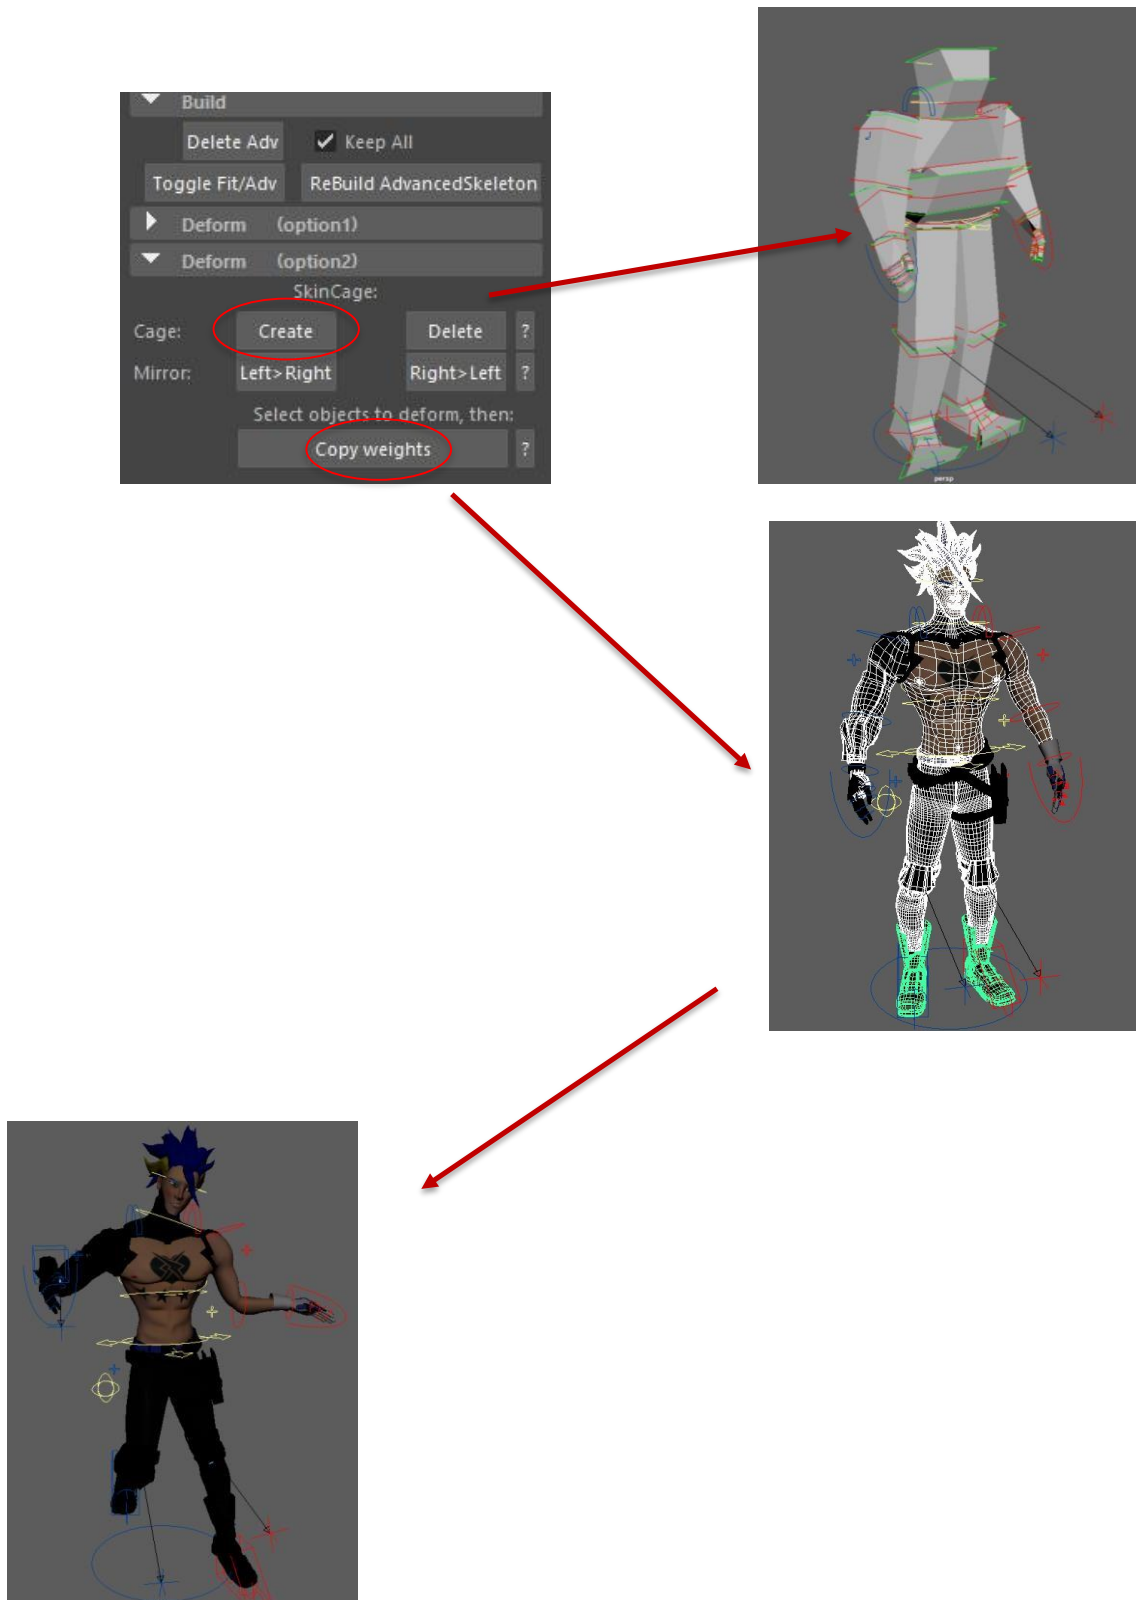 Build
Delete Adv Keep All
Toggle Fit/Adv ReBuild AdvancedSkeleton
Deform (option1)
Deform (option2)
SkinCage:
Cage: Create Delete ?
Mirror: Left>Right Right>Left ?
Select objects to deform, then:
Copy weights ?
persp